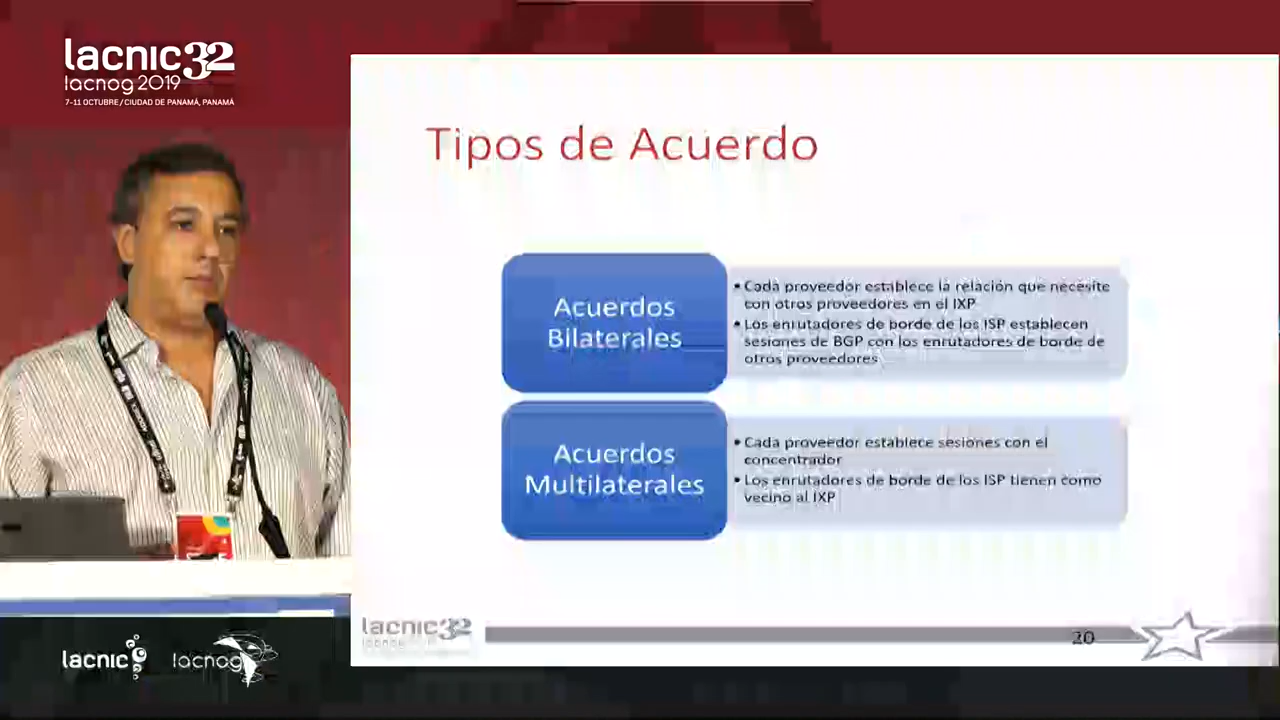 lacnic32
lacnog 2019
7-11 OCTUBRE / CIUDAD DE PANAMÁ, PANAMÁ
Tipos de Acuerdo
Acuerdos
Bilaterales
• Cada proveedor establece la relación que necesite
con otros proveedores en el IXP
• Los enrutadores de borde de los ISP establecen
sesiones de BGP con los enrutadores de borde de
otros proveedores
Acuerdos
Multilaterales
• Cada proveedor establece sesiones con el
concentrador
• Los enrutadores de borde de los ISP tienen como
vecino al IXP
lacnic32
20
lacnic
lacnog